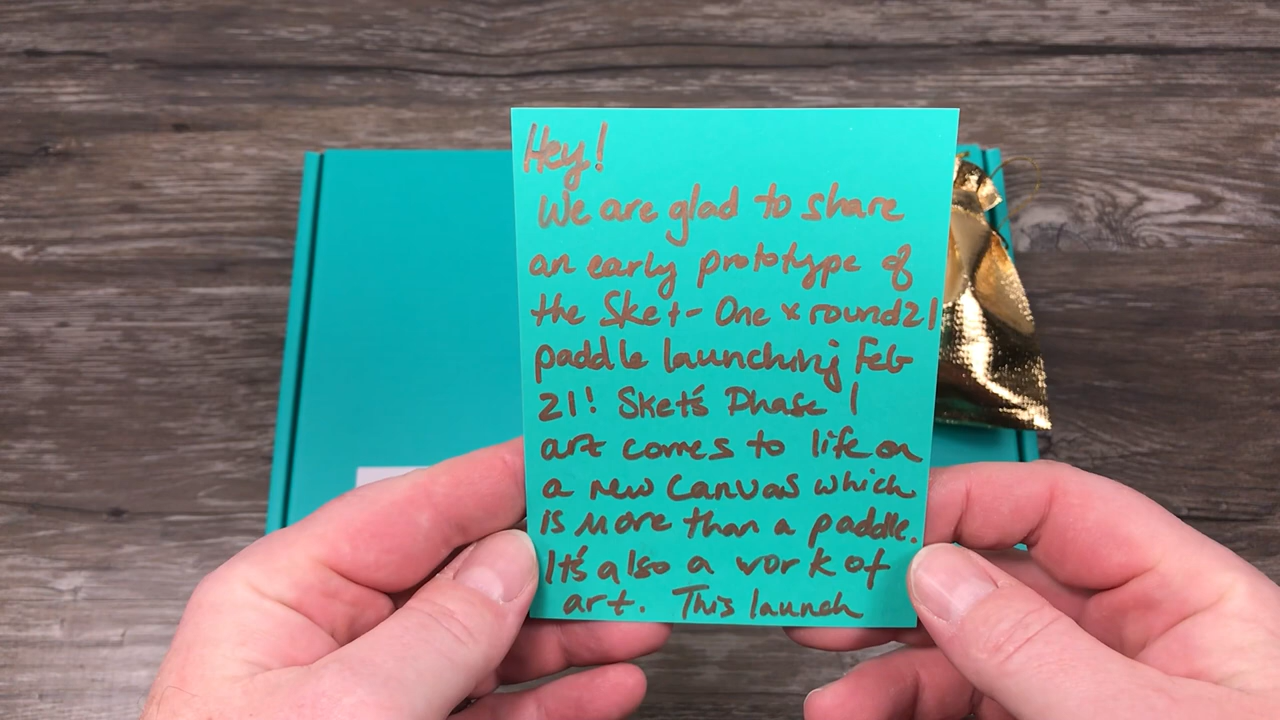 Hey!
We are glad to share
an early prototype of
the Sket-One x round21
paddle launching Feb
21! Sket's Phase 1
art comes to life on
a new canvas which
is more than a paddle.
It's also a work of
art. This launch